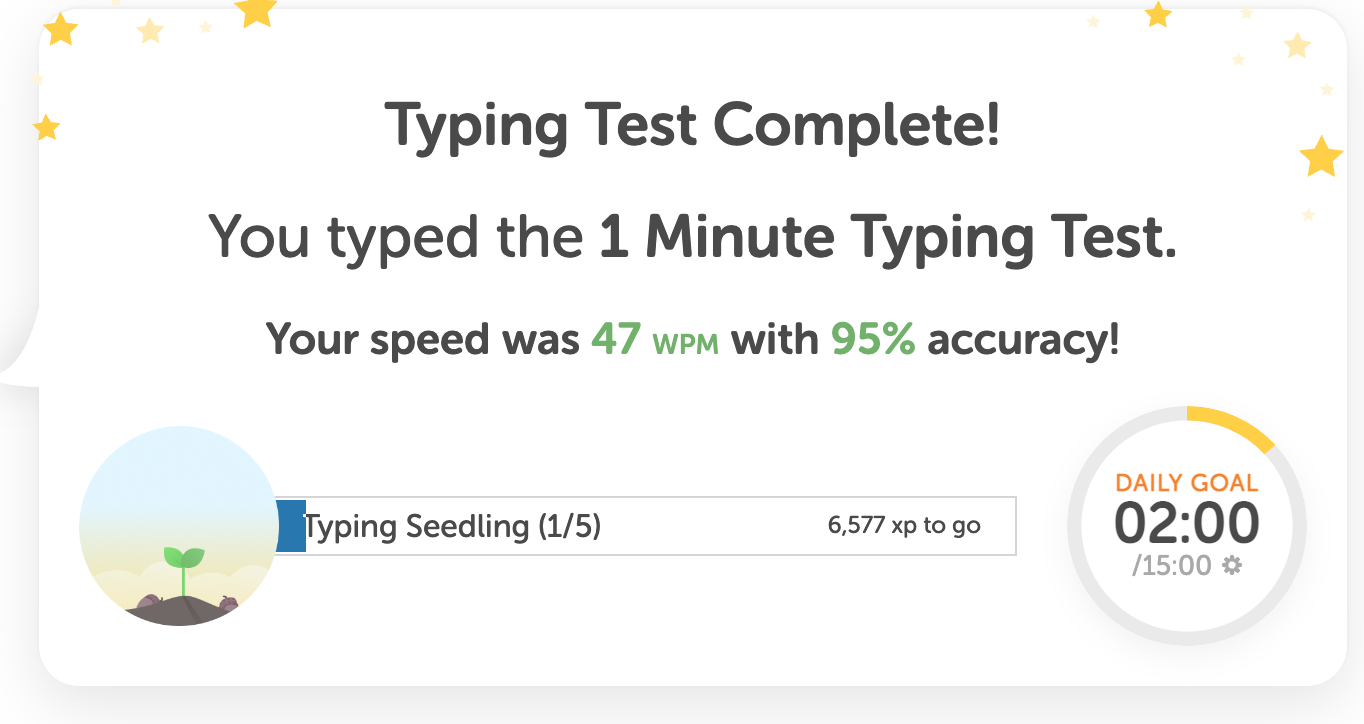 Typing Test Complete!
You typed the 1 Minute Typing Test.
Your speed was 47 WPM with 95% accuracy!
Typing Seedling (1/5)
6,577 xp to go
DAILY GOAL
02:00
/15:00